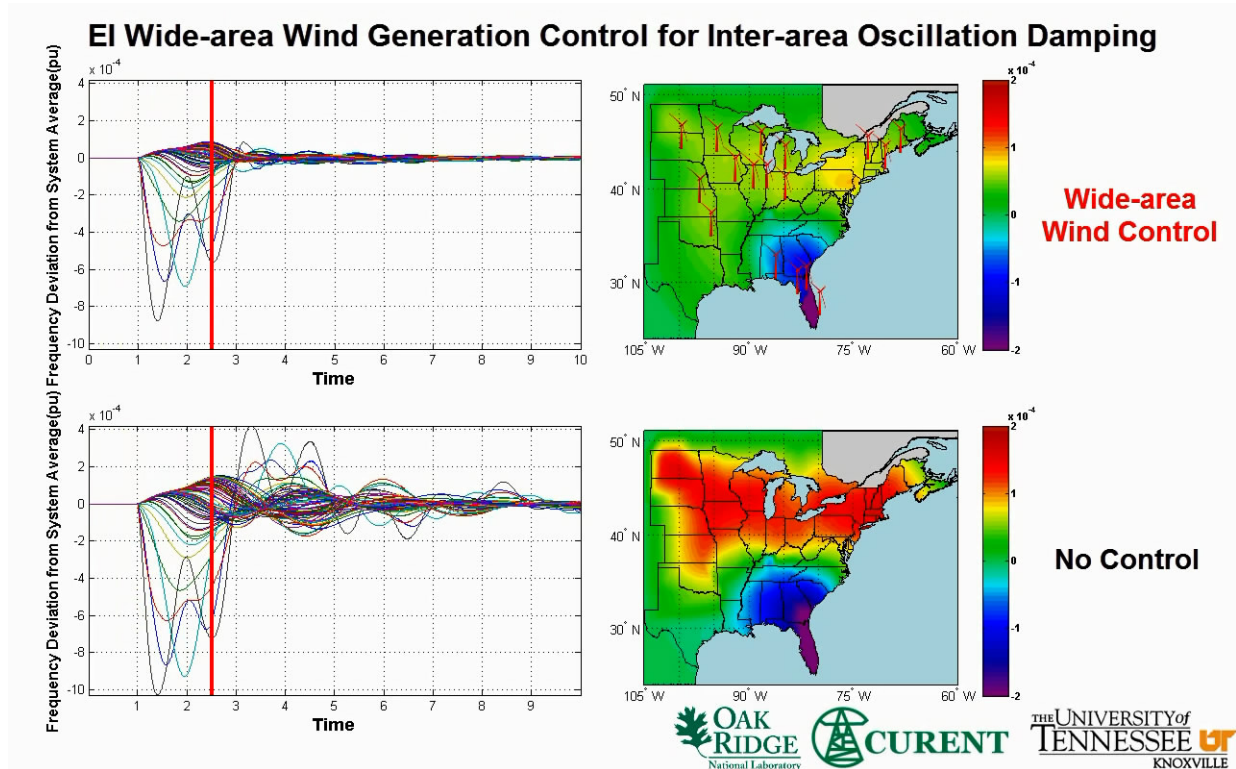 EI Wide-area Wind Generation Control for Inter-area Oscillation Damping
Frequency Deviation from System Average(pu)
x 10⁻⁴
4
2
0
-2
-4
-6
-8
-10
0 1 2 3 4 5 6 7 8 9 10
Time
50° N
40° N
30° N
105° W 90° W 75° W 60° W
x 10⁻⁴
2
1
0
-1
-2
Wide-area
Wind Control
Frequency Deviation from System Average(pu)
x 10⁻⁴
4
2
0
-2
-4
-6
-8
-10
0 1 2 3 4 5 6 7 8 9
Time
50° N
40° N
30° N
105° W 90° W 75° W 60° W
x 10⁻⁴
2
1
0
-1
-2
No Control
OAK
RIDGE
National Laboratory
CURENT
THE UNIVERSITY of
TENNESSEE UT
KNOXVILLE